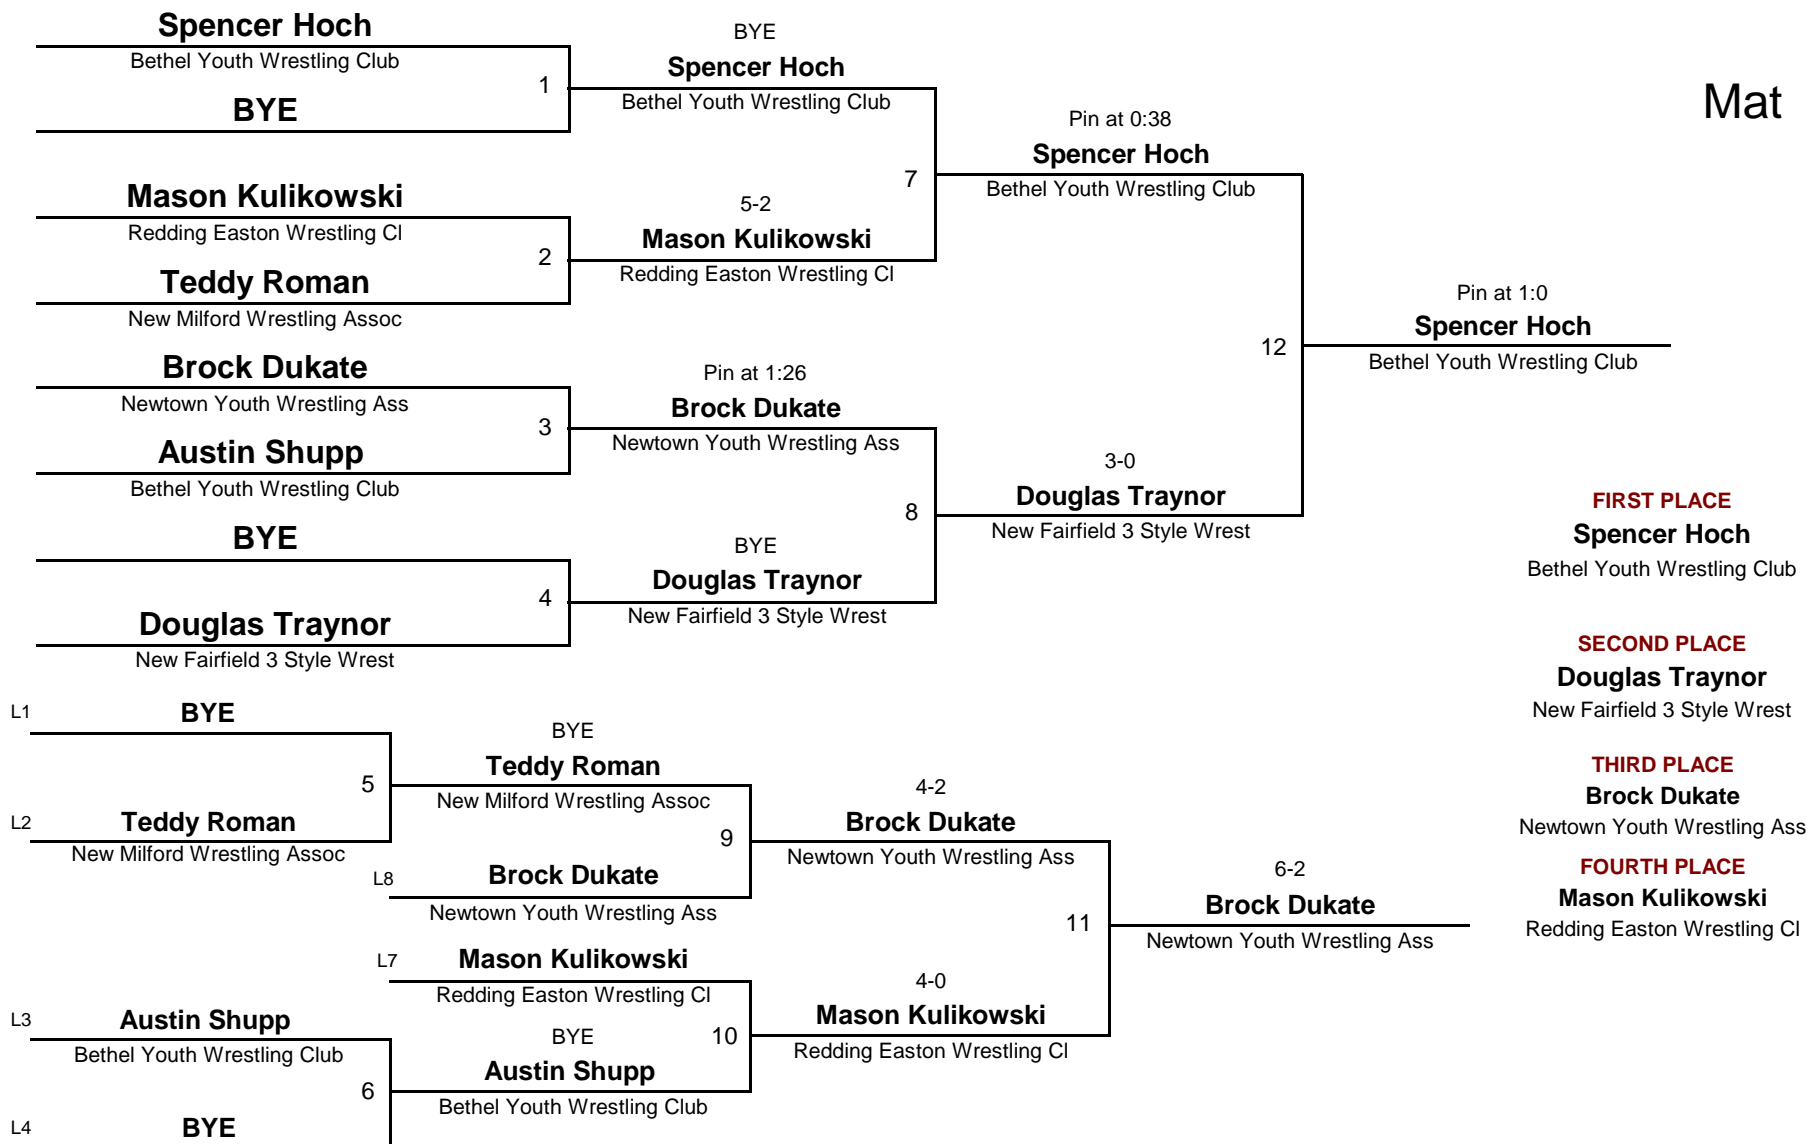 Spencer Hoch
Bethel Youth Wrestling Club
1
BYE
BYE
Spencer Hoch
Bethel Youth Wrestling Club
Mat
Mason Kulikowski
Redding Easton Wrestling Cl
2
Teddy Roman
New Milford Wrestling Assoc
5-2
Mason Kulikowski
Redding Easton Wrestling Cl
7
Pin at 0:38
Spencer Hoch
Bethel Youth Wrestling Club
Brock Dukate
Newtown Youth Wrestling Ass
3
Austin Shupp
Bethel Youth Wrestling Club
Pin at 1:26
Brock Dukate
Newtown Youth Wrestling Ass
BYE
4
Douglas Traynor
New Fairfield 3 Style Wrest
BYE
Douglas Traynor
New Fairfield 3 Style Wrest
8
3-0
Douglas Traynor
New Fairfield 3 Style Wrest
12
Pin at 1:0
Spencer Hoch
Bethel Youth Wrestling Club
FIRST PLACE
Spencer Hoch
Bethel Youth Wrestling Club
SECOND PLACE
Douglas Traynor
New Fairfield 3 Style Wrest
THIRD PLACE
Brock Dukate
Newtown Youth Wrestling Ass
FOURTH PLACE
Mason Kulikowski
Redding Easton Wrestling Cl
L1
BYE
5
L2
Teddy Roman
New Milford Wrestling Assoc
BYE
Teddy Roman
New Milford Wrestling Assoc
9
L8
Brock Dukate
Newtown Youth Wrestling Ass
4-2
Brock Dukate
Newtown Youth Wrestling Ass
L7
Mason Kulikowski
Redding Easton Wrestling Cl
10
L3
Austin Shupp
Bethel Youth Wrestling Club
6
L4
BYE
BYE
Austin Shupp
Bethel Youth Wrestling Club
4-0
Mason Kulikowski
Redding Easton Wrestling Cl
11
6-2
Brock Dukate
Newtown Youth Wrestling Ass